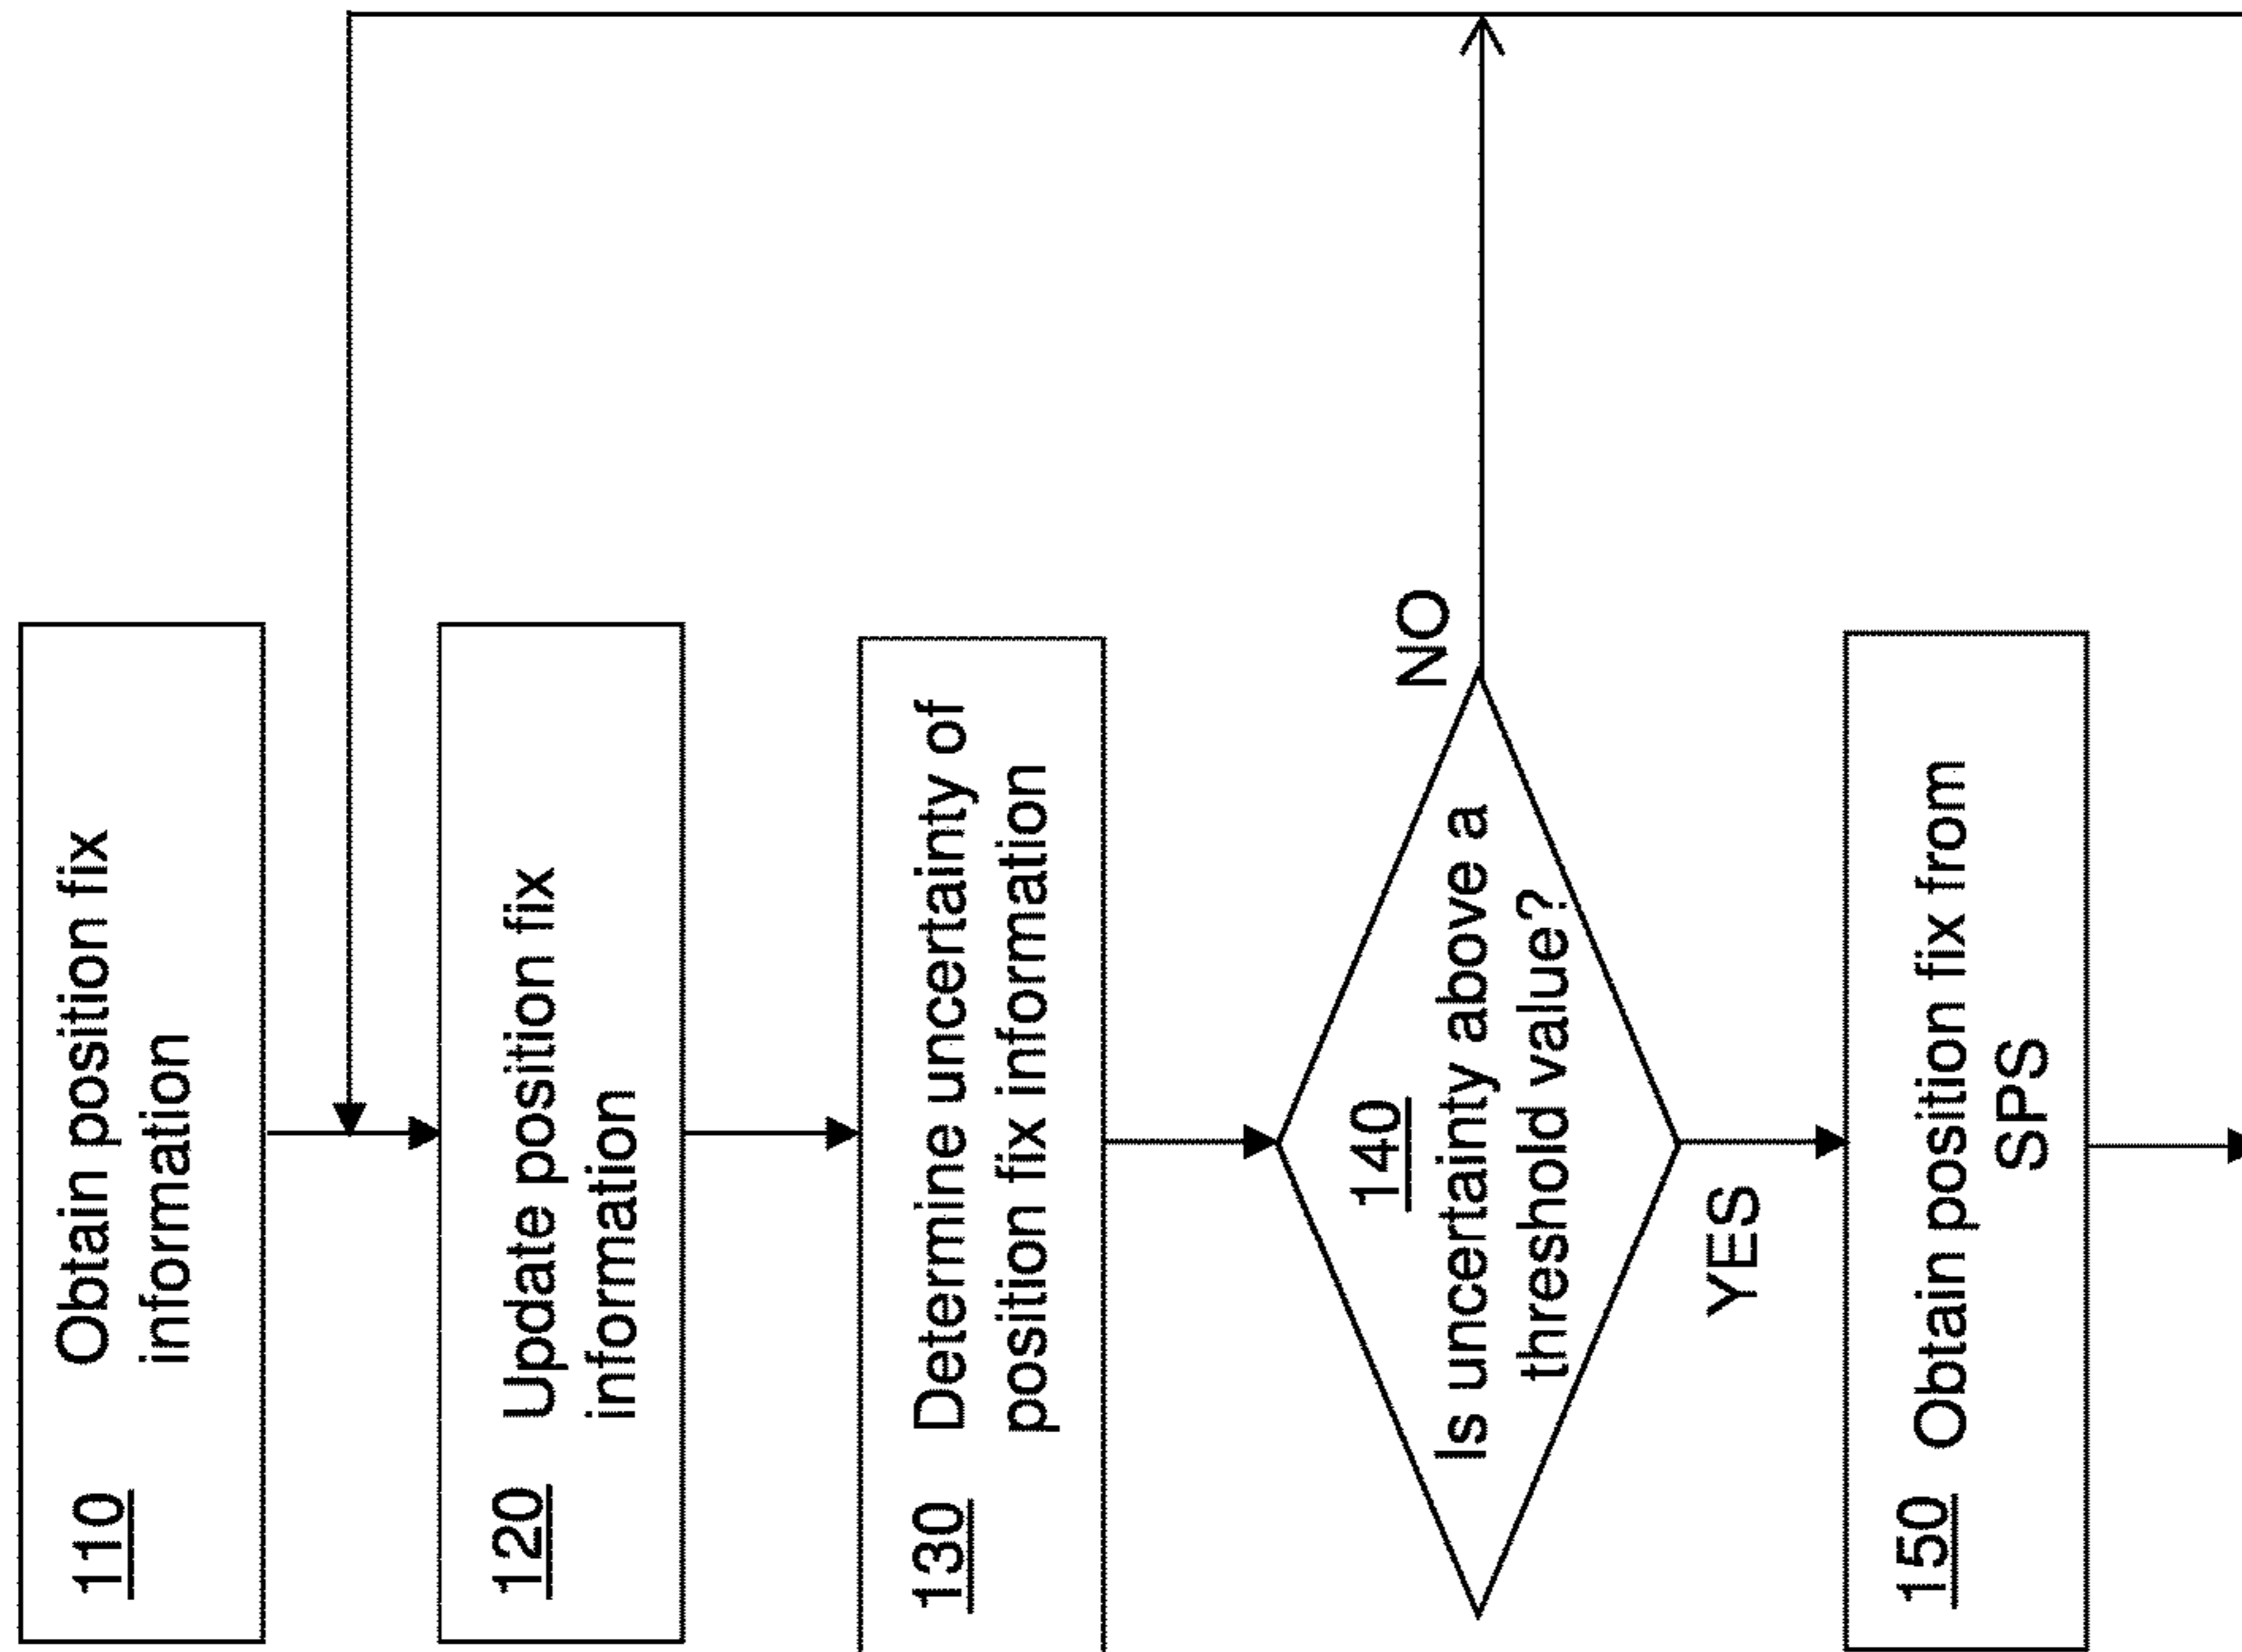 110 Obtain position fix
information
120 Update position fix
information
130 Determine uncertainty of
position fix information
140
Is uncertainty above a
threshold value?
NO
YES
150 Obtain position fix from
SPS